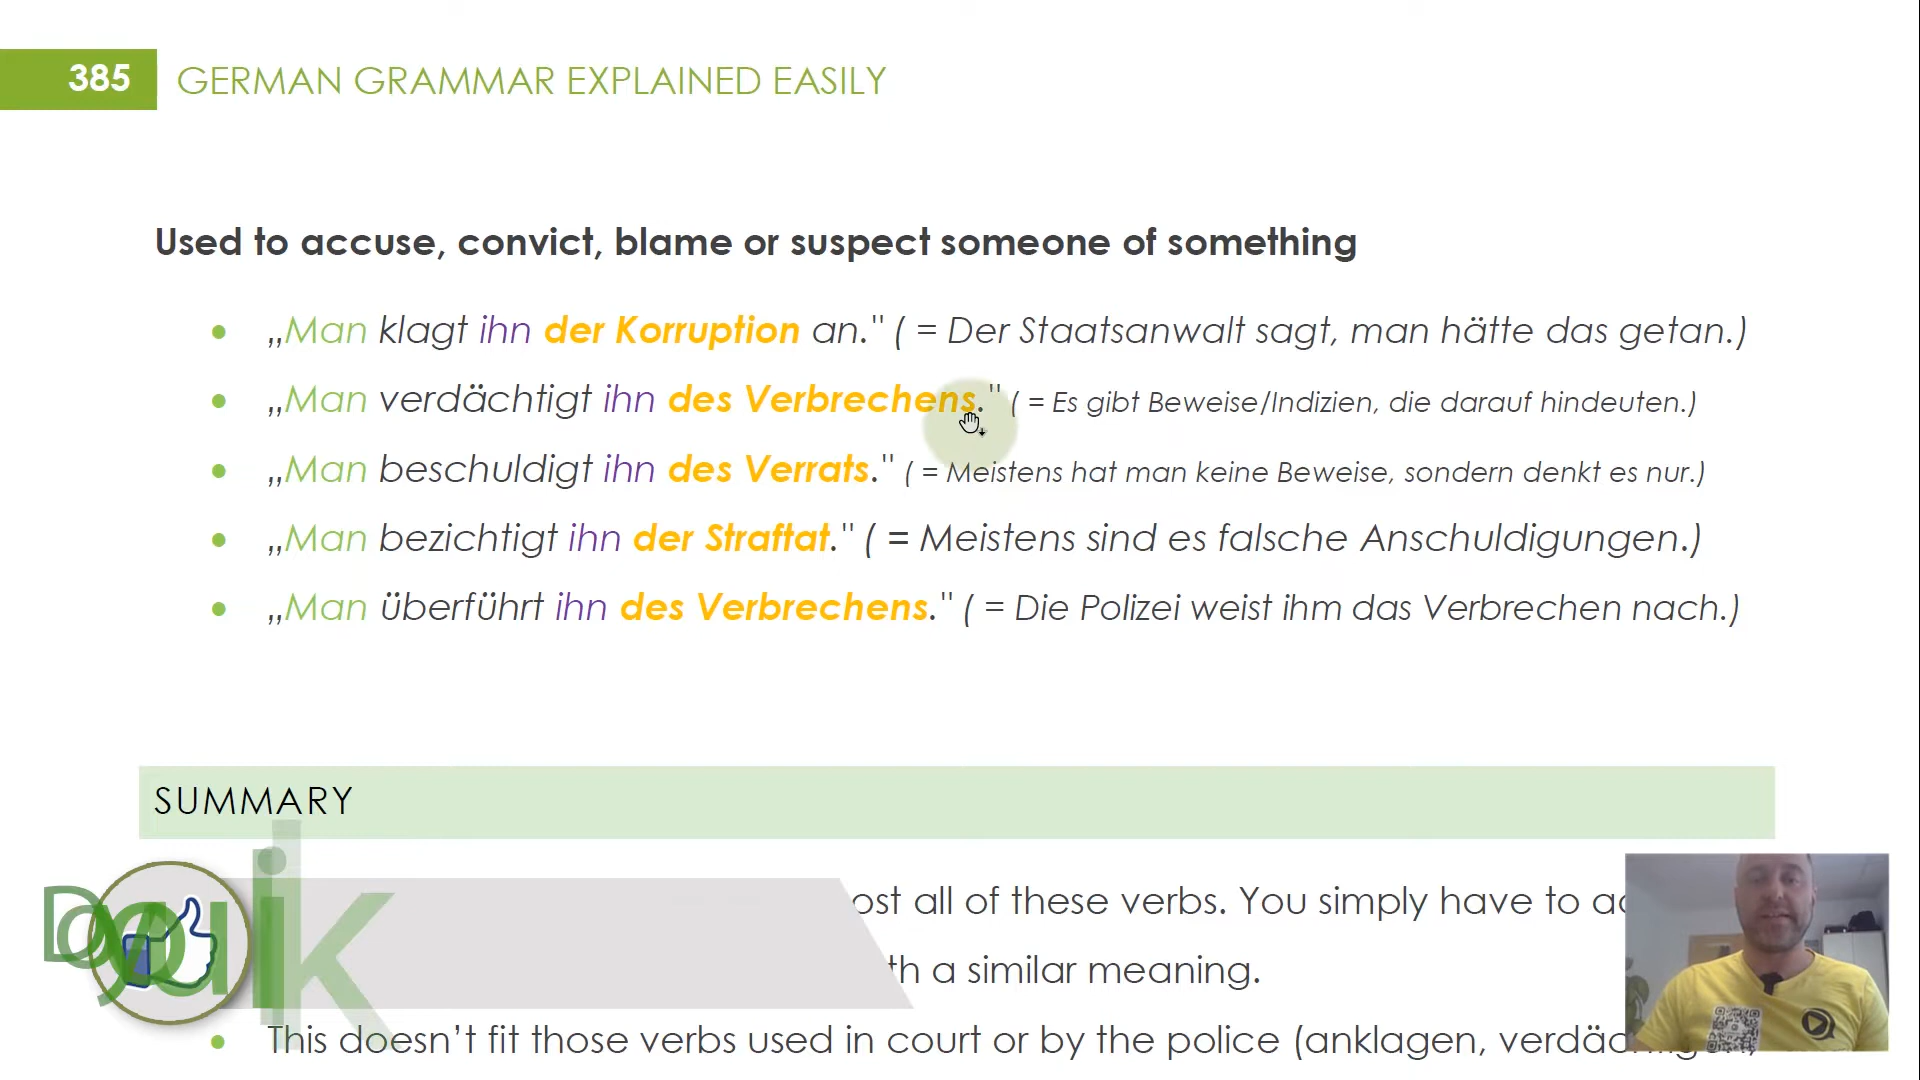 385 GERMAN GRAMMAR EXPLAINED EASILY
Used to accuse, convict, blame or suspect someone of something
• „Man klagt ihn der Korruption an." ( = Der Staatsanwalt sagt, man hätte das getan.)
• „Man verdächtigt ihn des Verbrechens." ( = Es gibt Beweise/Indizien, die darauf hindeuten.)
• „Man beschuldigt ihn des Verrats." ( = Meistens hat man keine Beweise, sondern denkt es nur.)
• „Man bezichtigt ihn der Straftat." ( = Meistens sind es falsche Anschuldigungen.)
• „Man überführt ihn des Verbrechens." ( = Die Polizei weist ihm das Verbrechen nach.)
SUMMARY
all of these verbs. You simply have to
a similar meaning.
• This doesn't fit those verbs used in court or by the police (anklagen,